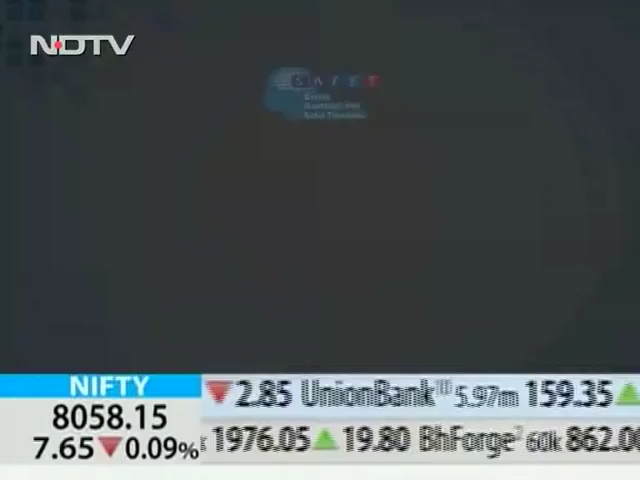 NDTV
SAFET
NIFTY
8058.15
7.65 ▼ 0.09%
▼ 2.85 UnionBank 5.97m 159.35 ▲
1976.05 ▲ 19.80 BhForge 60k 862.00